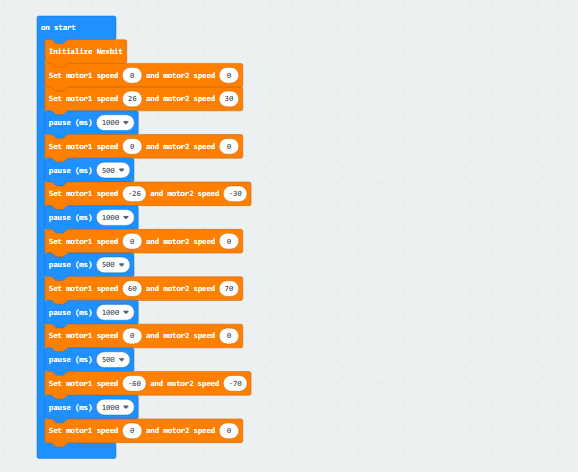 on start
Initialize Nexbit
Set motor1 speed 0 and motor2 speed 0
Set motor1 speed 26 and motor2 speed 30
pause (ms) 1000
Set motor1 speed 0 and motor2 speed 0
pause (ms) 500
Set motor1 speed -26 and motor2 speed -30
pause (ms) 1000
Set motor1 speed 0 and motor2 speed 0
pause (ms) 500
Set motor1 speed 60 and motor2 speed 70
pause (ms) 1000
Set motor1 speed 0 and motor2 speed 0
pause (ms) 500
Set motor1 speed -60 and motor2 speed -70
pause (ms) 1000
Set motor1 speed 0 and motor2 speed 0